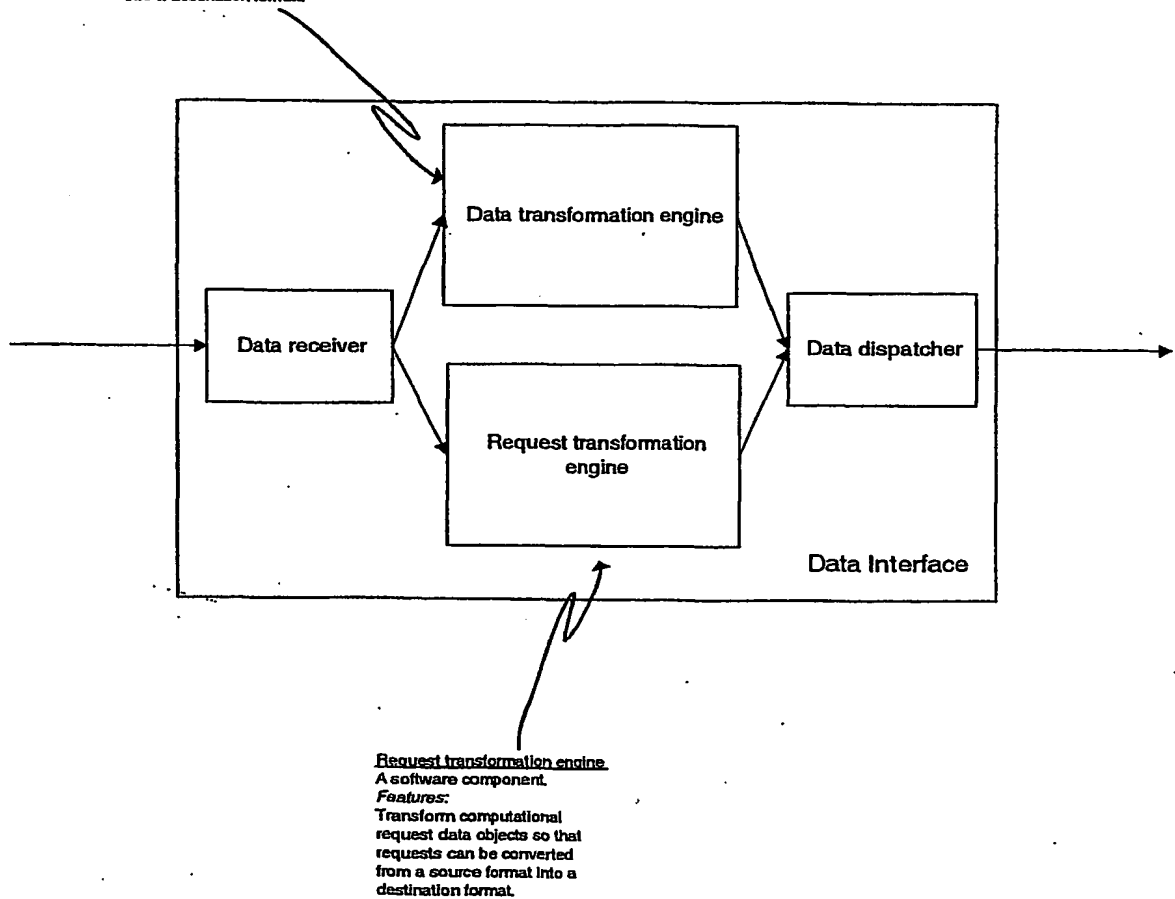 Data transformation engine
Data receiver
Data dispatcher
Request transformation
engine
Data Interface
Request transformation engine
A software component.
Features:
Transform computational
request data objects so that
requests can be converted
from a source format into a
destination format.